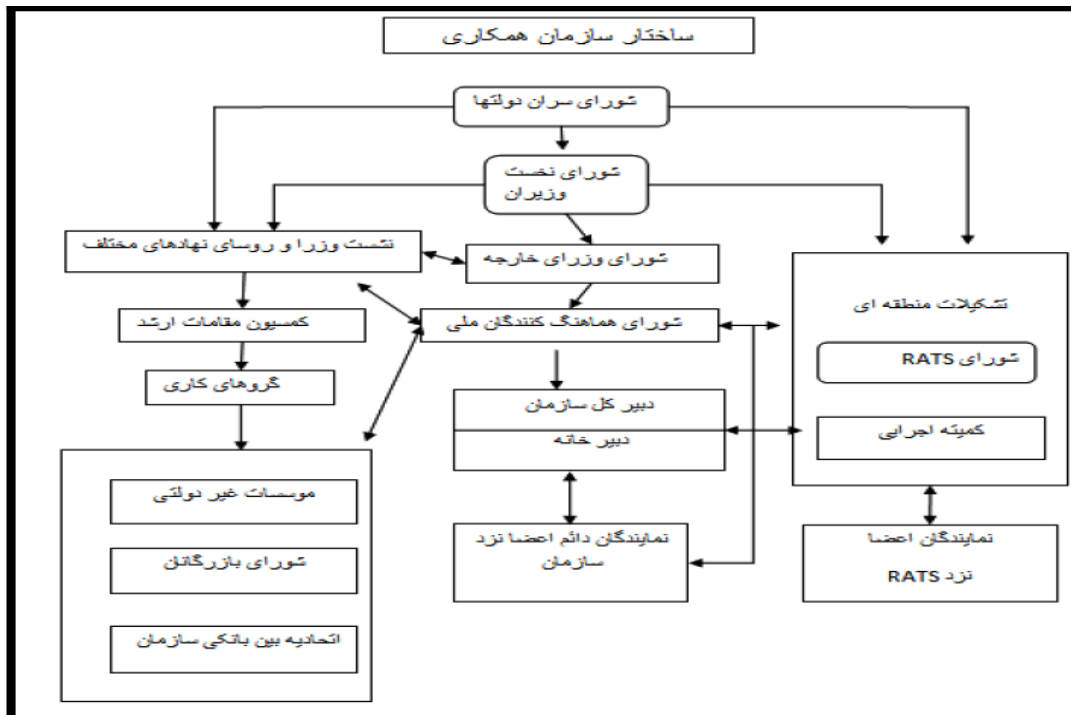 ساختار سازمان همکاری
شورای سران دولتها
شورای نخست
وزیران
نشست وزرا و روسای نهادهای مختلف
شورای وزرای خارجه
تشکیلات منطقه ای
کمسیون مقامات ارشد
شورای هماهنگ کنندگان ملی
شورای RATS
گروهای کاری
دبیر کل سازمان
دبیر خانه
کمیته اجرایی
موسسات غیر دولتی
نمایندگان دائم اعضا نزد
سازمان
نمایندگان اعضا
نزد RATS
شورای بازرگانان
اتحادیه بین بانکی سازمان